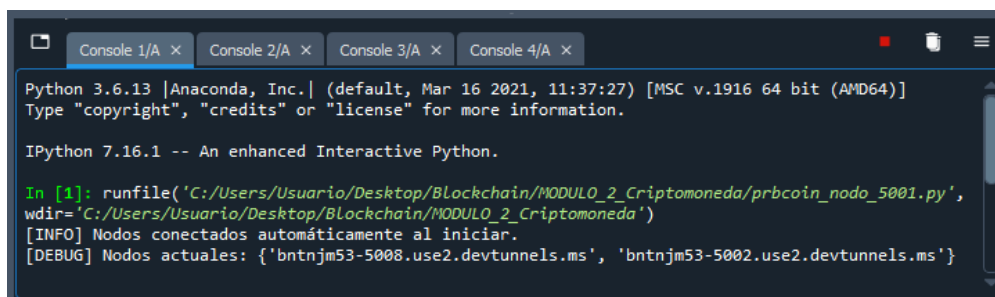 Console 1/A × Console 2/A × Console 3/A × Console 4/A ×
Python 3.6.13 |Anaconda, Inc.| (default, Mar 16 2021, 11:37:27) [MSC v.1916 64 bit (AMD64)]
Type "copyright", "credits" or "license" for more information.
IPython 7.16.1 -- An enhanced Interactive Python.
In [1]: runfile('C:/Users/Usuario/Desktop/Blockchain/MODULO_2_Criptomoneda/prbcoin_nodo_5001.py',
wdir='C:/Users/Usuario/Desktop/Blockchain/MODULO_2_Criptomoneda')
[INFO] Nodos conectados automáticamente al iniciar.
[DEBUG] Nodos actuales: {'bntnjm53-5008.use2.devtunnels.ms', 'bntnjm53-5002.use2.devtunnels.ms'}